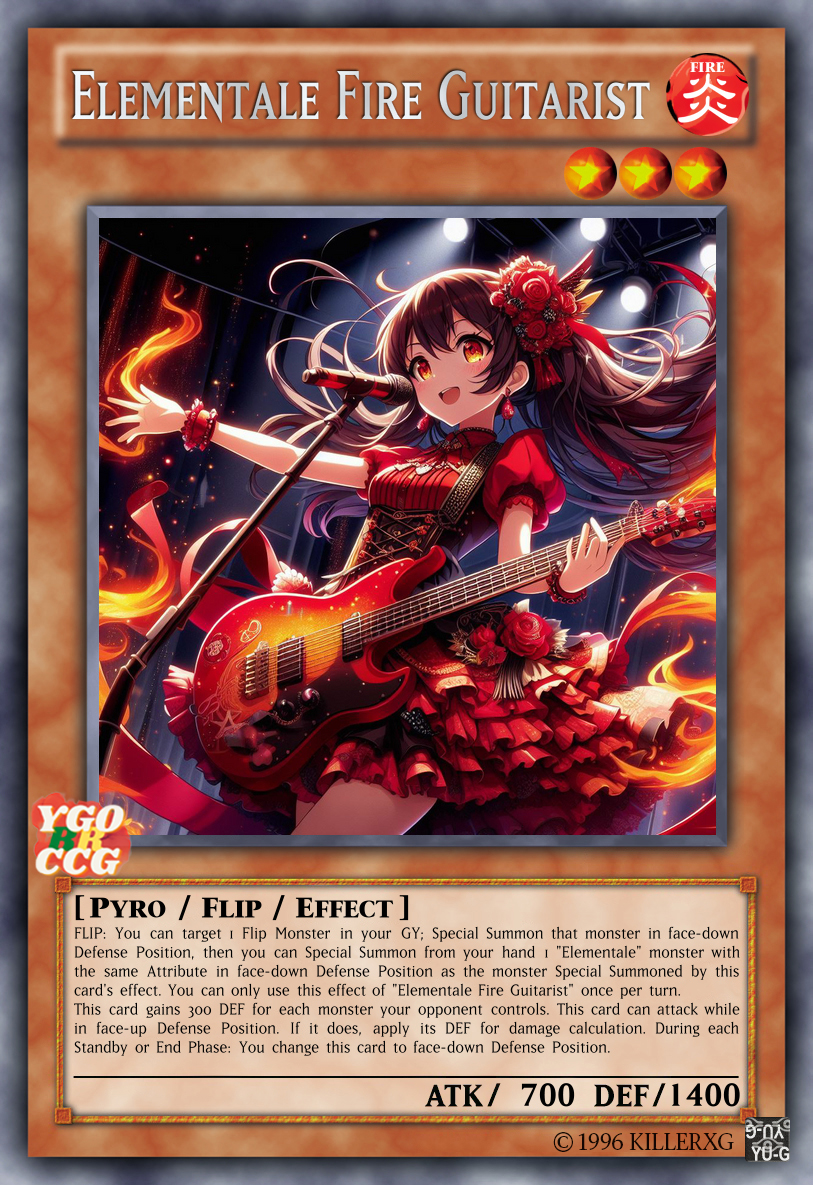 ELEMENTALE FIRE GUITARIST
FIRE
炎
YGO
BR
CCG
[ PYRO / FLIP / EFFECT ]
FLIP: You can target 1 Flip Monster in your GY; Special Summon that monster in face-down
Defense Position, then you can Special Summon from your hand 1 "Elementale" monster with
the same Attribute in face-down Defense Position as the monster Special Summoned by this
card's effect. You can only use this effect of "Elementale Fire Guitarist" once per turn.
This card gains 300 DEF for each monster your opponent controls. This card can attack while
in face-up Defense Position. If it does, apply its DEF for damage calculation. During each
Standby or End Phase: You change this card to face-down Defense Position.
ATK/ 700 DEF/1400
© 1996 KILLERXG
YU-G